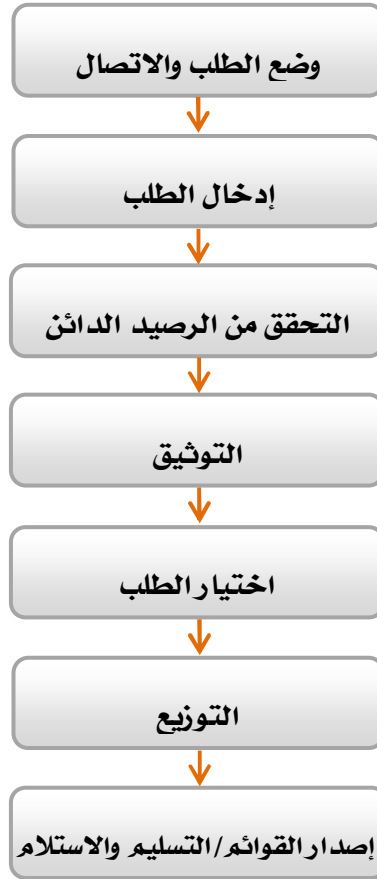 وضع الطلب والاتصال
إدخال الطلب
التحقق من الرصيد الدائن
التوثيق
اختيار الطلب
التوزيع
إصدار القوائم/التسليم والاستلام